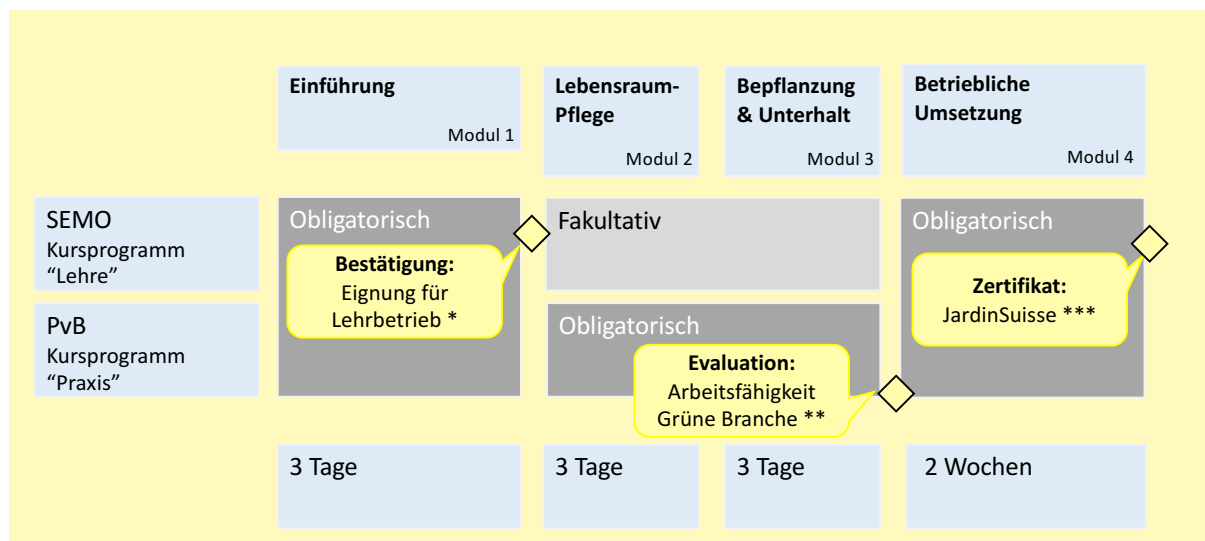 Einführung
Modul 1
Lebensraum-
Pflege
Modul 2
Bepflanzung
& Unterhalt
Modul 3
Betriebliche
Umsetzung
Modul 4
SEMO
Kursprogramm
“Lehre”
Obligatorisch
Bestätigung:
Eignung für
Lehrbetrieb *
Fakultativ
Obligatorisch
Zertifikat:
JardinSuisse ***
PvB
Kursprogramm
“Praxis”
Obligatorisch
Evaluation:
Arbeitsfähigkeit
Grüne Branche **
3 Tage
3 Tage
3 Tage
2 Wochen